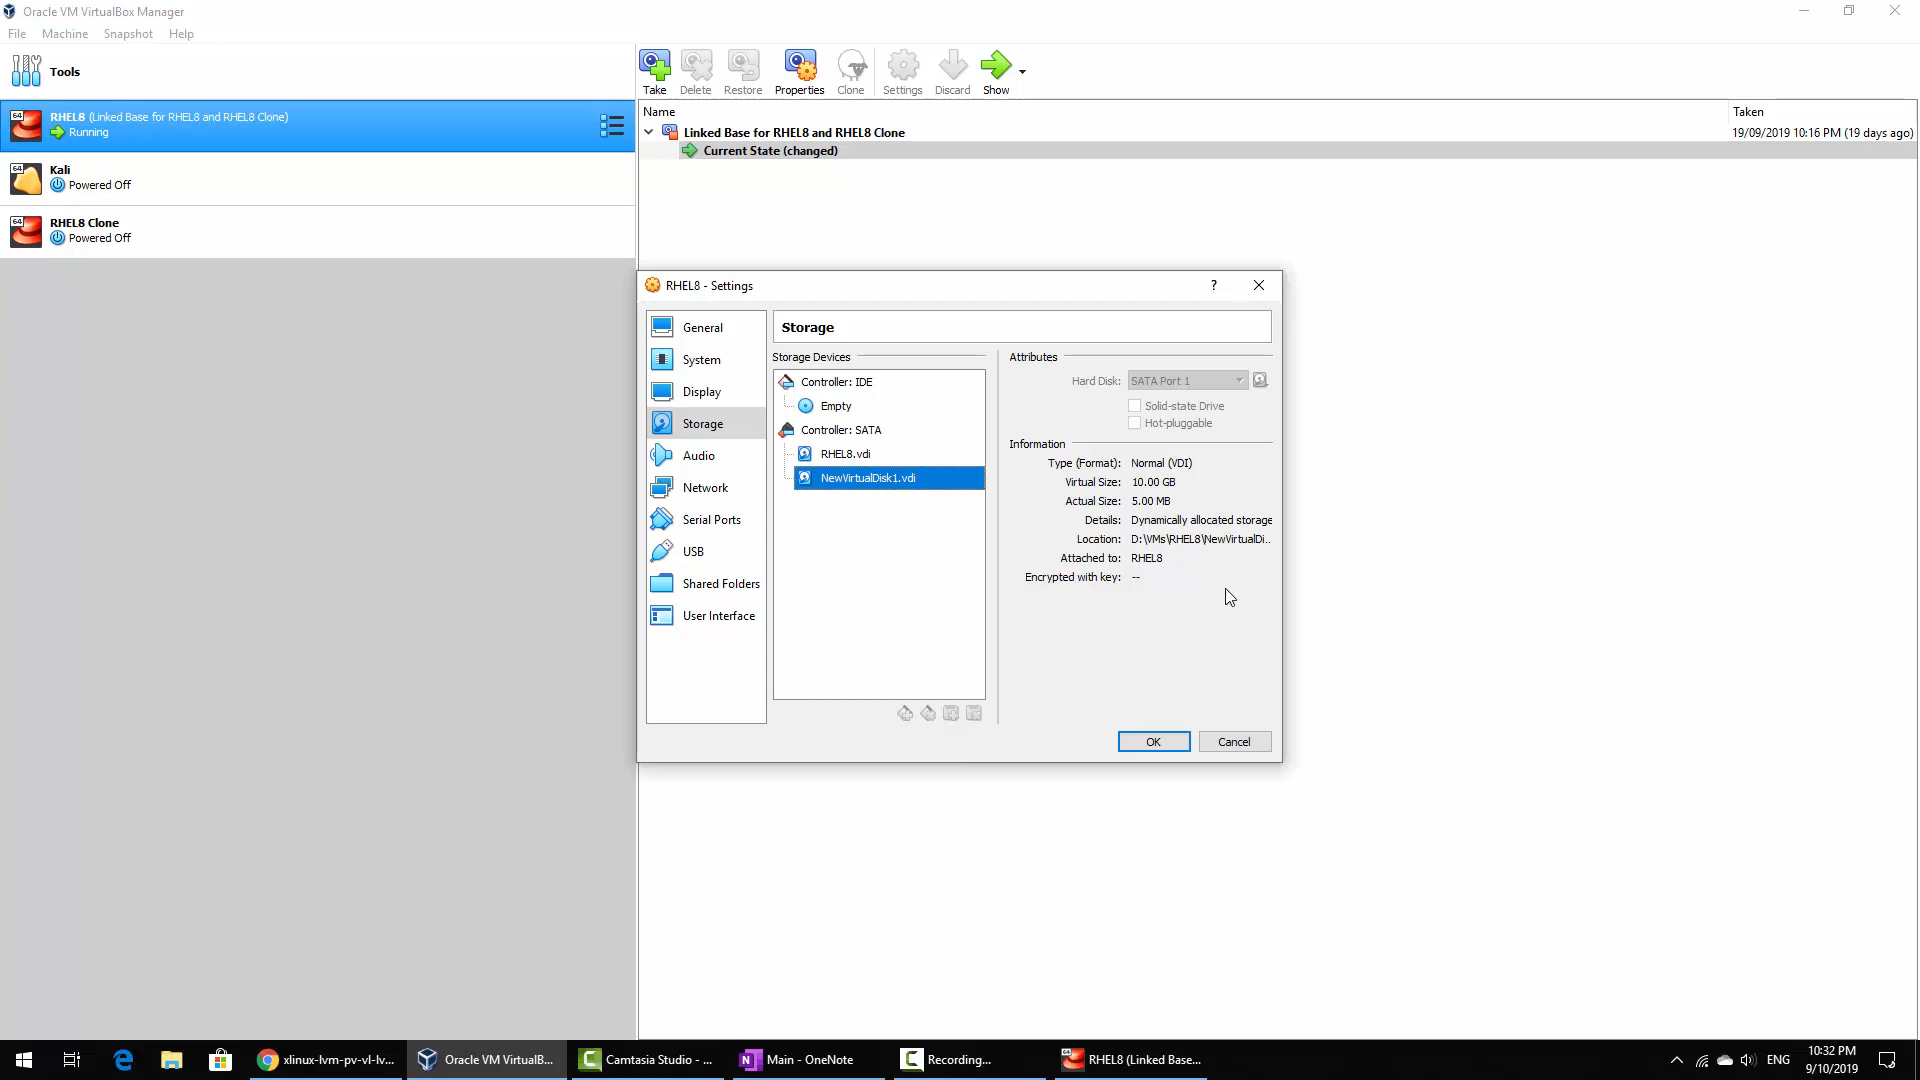 Oracle VM VirtualBox Manager
File Machine Snapshot Help
Tools
64 RHEL8 (Linked Base for RHEL8 and RHEL8 Clone)
Running
64 Kali
Powered Off
64 RHEL8 Clone
Powered Off
Take Delete Restore Properties Clone Settings Discard Show
Name Taken
Linked Base for RHEL8 and RHEL8 Clone 19/09/2019 10:16 PM (19 days ago)
Current State (changed)
RHEL8 - Settings ?
General
System
Display
Storage
Audio
Network
Serial Ports
USB
Shared Folders
User Interface
Storage
Storage Devices
Controller: IDE
Empty
Controller: SATA
RHEL8.vdi
NewVirtualDisk1.vdi
Attributes
Hard Disk: SATA Port 1
Solid-state Drive
Hot-pluggable
Information
Type (Format): Normal (VDI)
Virtual Size: 10.00 GB
Actual Size: 5.00 MB
Details: Dynamically allocated storage
Location: D:\VMs\RHEL8\NewVirtualDi...
Attached to: RHEL8
Encrypted with key: --
OK Cancel
xlinux-lvm-pv-vl-lv... Oracle VM VirtualB... Camtasia Studio - ... Main - OneNote Recording... RHEL8 (Linked Base... ENG
10:32 PM
9/10/2019